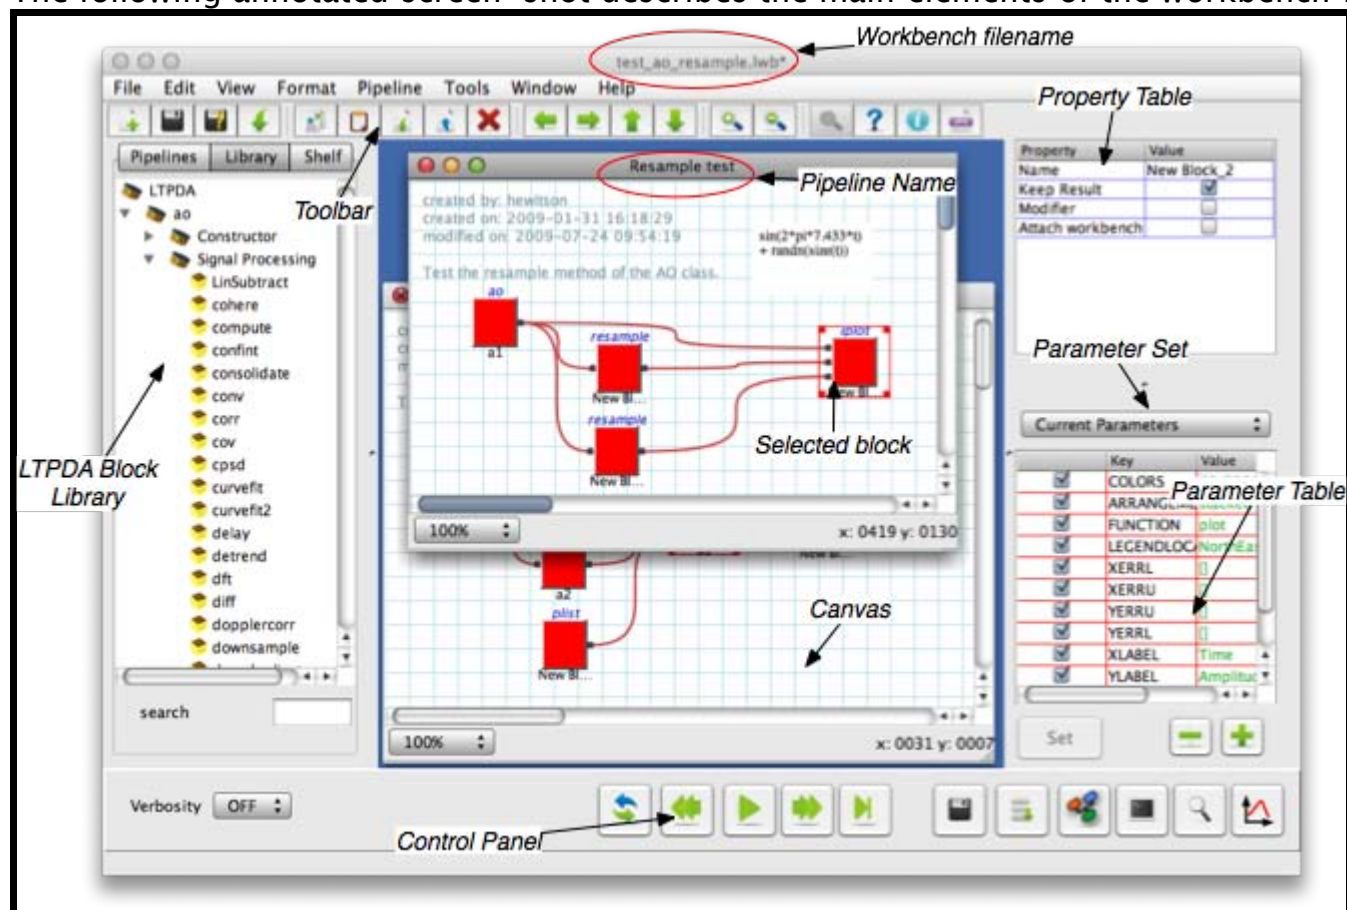 The following annotated screen-shot describes the main elements of the workbench
Workbench filename
test_ao_resample.lwb*
File Edit View Format Pipeline Tools Window Help
Property Table
Pipelines Library Shelf
Toolbar
LTPDA
ao
Constructor
Signal Processing
LinSubtract
cohere
compute
confint
consolidate
conv
corr
cov
cpsd
curvefit
curvefit2
delay
detrend
dft
diff
dopplercorr
downsample
LTPDA Block
Library
search
Resample test
Pipeline Name
created by: hewitson
created on: 2009-01-31 16:18:29
modified on: 2009-07-24 09:54:19
sin(2*pi*7.433*t)
+ randn(size(t))
Test the resample method of the AO class.
ao
a1
resample
New Bl...
resample
New Bl...
iplot
New Bl
Selected block
100%
x: 0419 y: 0130
a2
plist
New Bl...
Canvas
100%
x: 0031 y: 0007
Property Value
Name New Block_2
Keep Result
Modifier
Attach workbench
Parameter Set
Current Parameters
Key Value
COLORS
Parameter Table
FUNCTION plot
LEGENDLOC NorthEas
XERRL []
XERRU
YERRU
YERRL []
XLABEL Time
YLABEL Amplitud
Set
Verbosity OFF
Control Panel